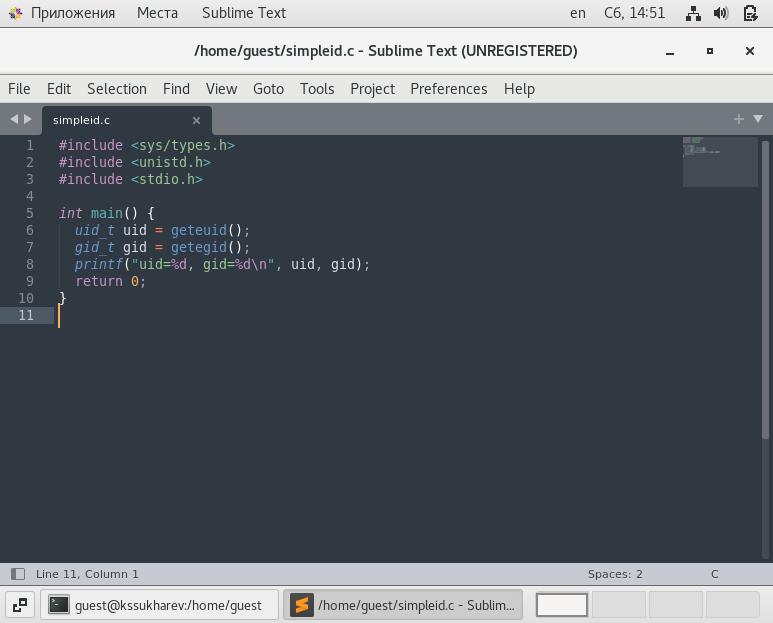 Приложения Места Sublime Text en Сб, 14:51
/home/guest/simpleid.c - Sublime Text (UNREGISTERED)
File Edit Selection Find View Goto Tools Project Preferences Help
simpleid.c
1 #include <sys/types.h>
2 #include <unistd.h>
3 #include <stdio.h>
4
5 int main() {
6 uid_t uid = geteuid();
7 gid_t gid = getegid();
8 printf("uid=%d, gid=%d\n", uid, gid);
9 return 0;
10 }
11
Line 11, Column 1 Spaces: 2 C
guest@kssukharev:/home/guest /home/guest/simpleid.c - Sublim...